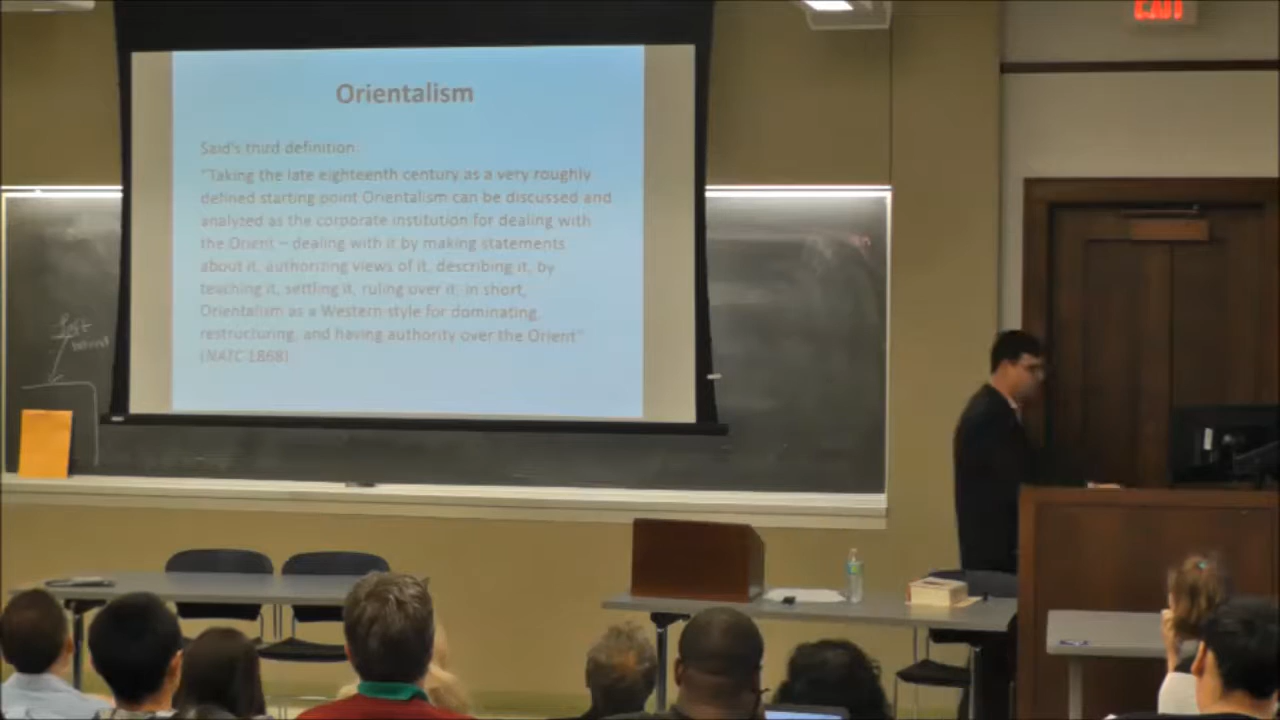 EXIT
Orientalism
Said's third definition:
"Taking the late eighteenth century as a very roughly
defined starting point Orientalism can be discussed and
analyzed as the corporate institution for dealing with
the Orient – dealing with it by making statements
about it, authorizing views of it, describing it, by
teaching it, settling it, ruling over it: in short,
Orientalism as a Western style for dominating,
restructuring, and having authority over the Orient"
(NATC 1868)
behind